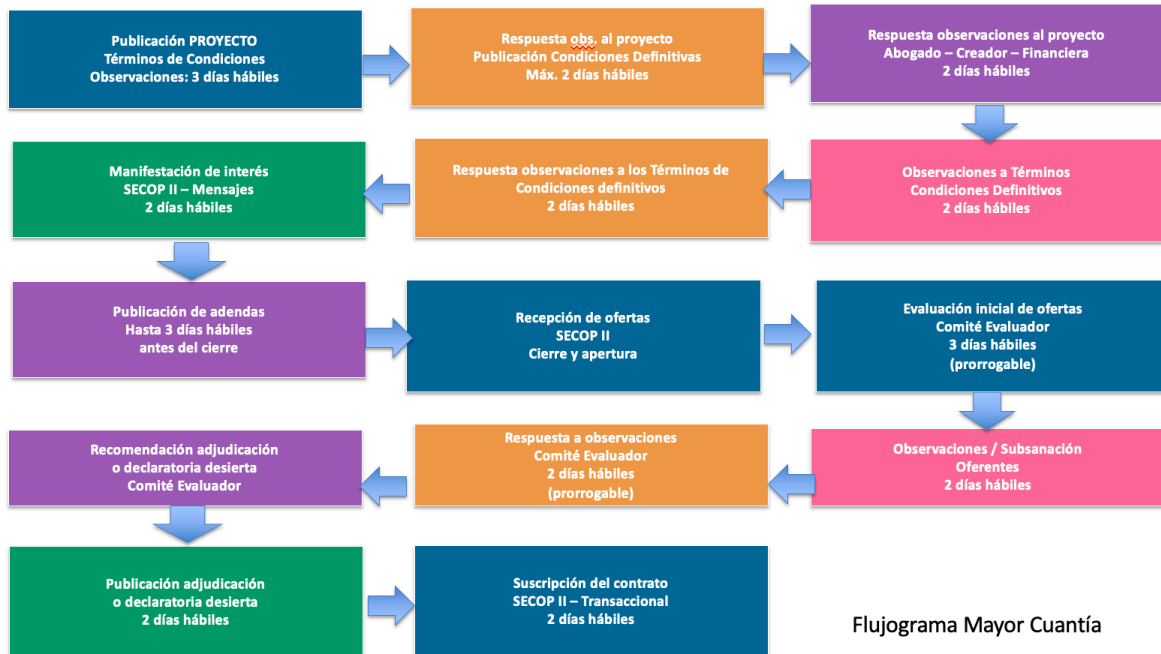 Publicación PROYECTO
Términos de Condiciones
Observaciones: 3 días hábiles
Respuesta obs. al proyecto
Publicación Condiciones Definitivas
Máx. 2 días hábiles
Respuesta observaciones al proyecto
Abogado – Creador – Financiera
2 días hábiles
Observaciones a Términos
Condiciones Definitivos
2 días hábiles
Respuesta observaciones a los Términos de
Condiciones definitivos
2 días hábiles
Manifestación de interés
SECOP II – Mensajes
2 días hábiles
Publicación de adendas
Hasta 3 días hábiles
antes del cierre
Recepción de ofertas
SECOP II
Cierre y apertura
Evaluación inicial de ofertas
Comité Evaluador
3 días hábiles
(prorrogable)
Observaciones / Subsanación
Oferentes
2 días hábiles
Respuesta a observaciones
Comité Evaluador
2 días hábiles
(prorrogable)
Recomendación adjudicación
o declaratoria desierta
Comité Evaluador
Publicación adjudicación
o declaratoria desierta
2 días hábiles
Suscripción del contrato
SECOP II – Transaccional
2 días hábiles
Flujograma Mayor Cuantía